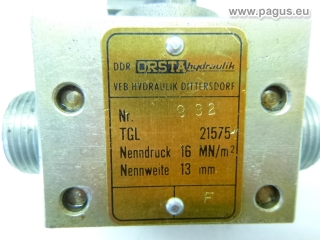 www.pagus.eu
DDR ORSTA hydraulik
VEB HYDRAULIK DITTERSDORF
Nr. 932
TGL 21575
Nenndruck 16 MN/m²
Nennweite 13 mm
F